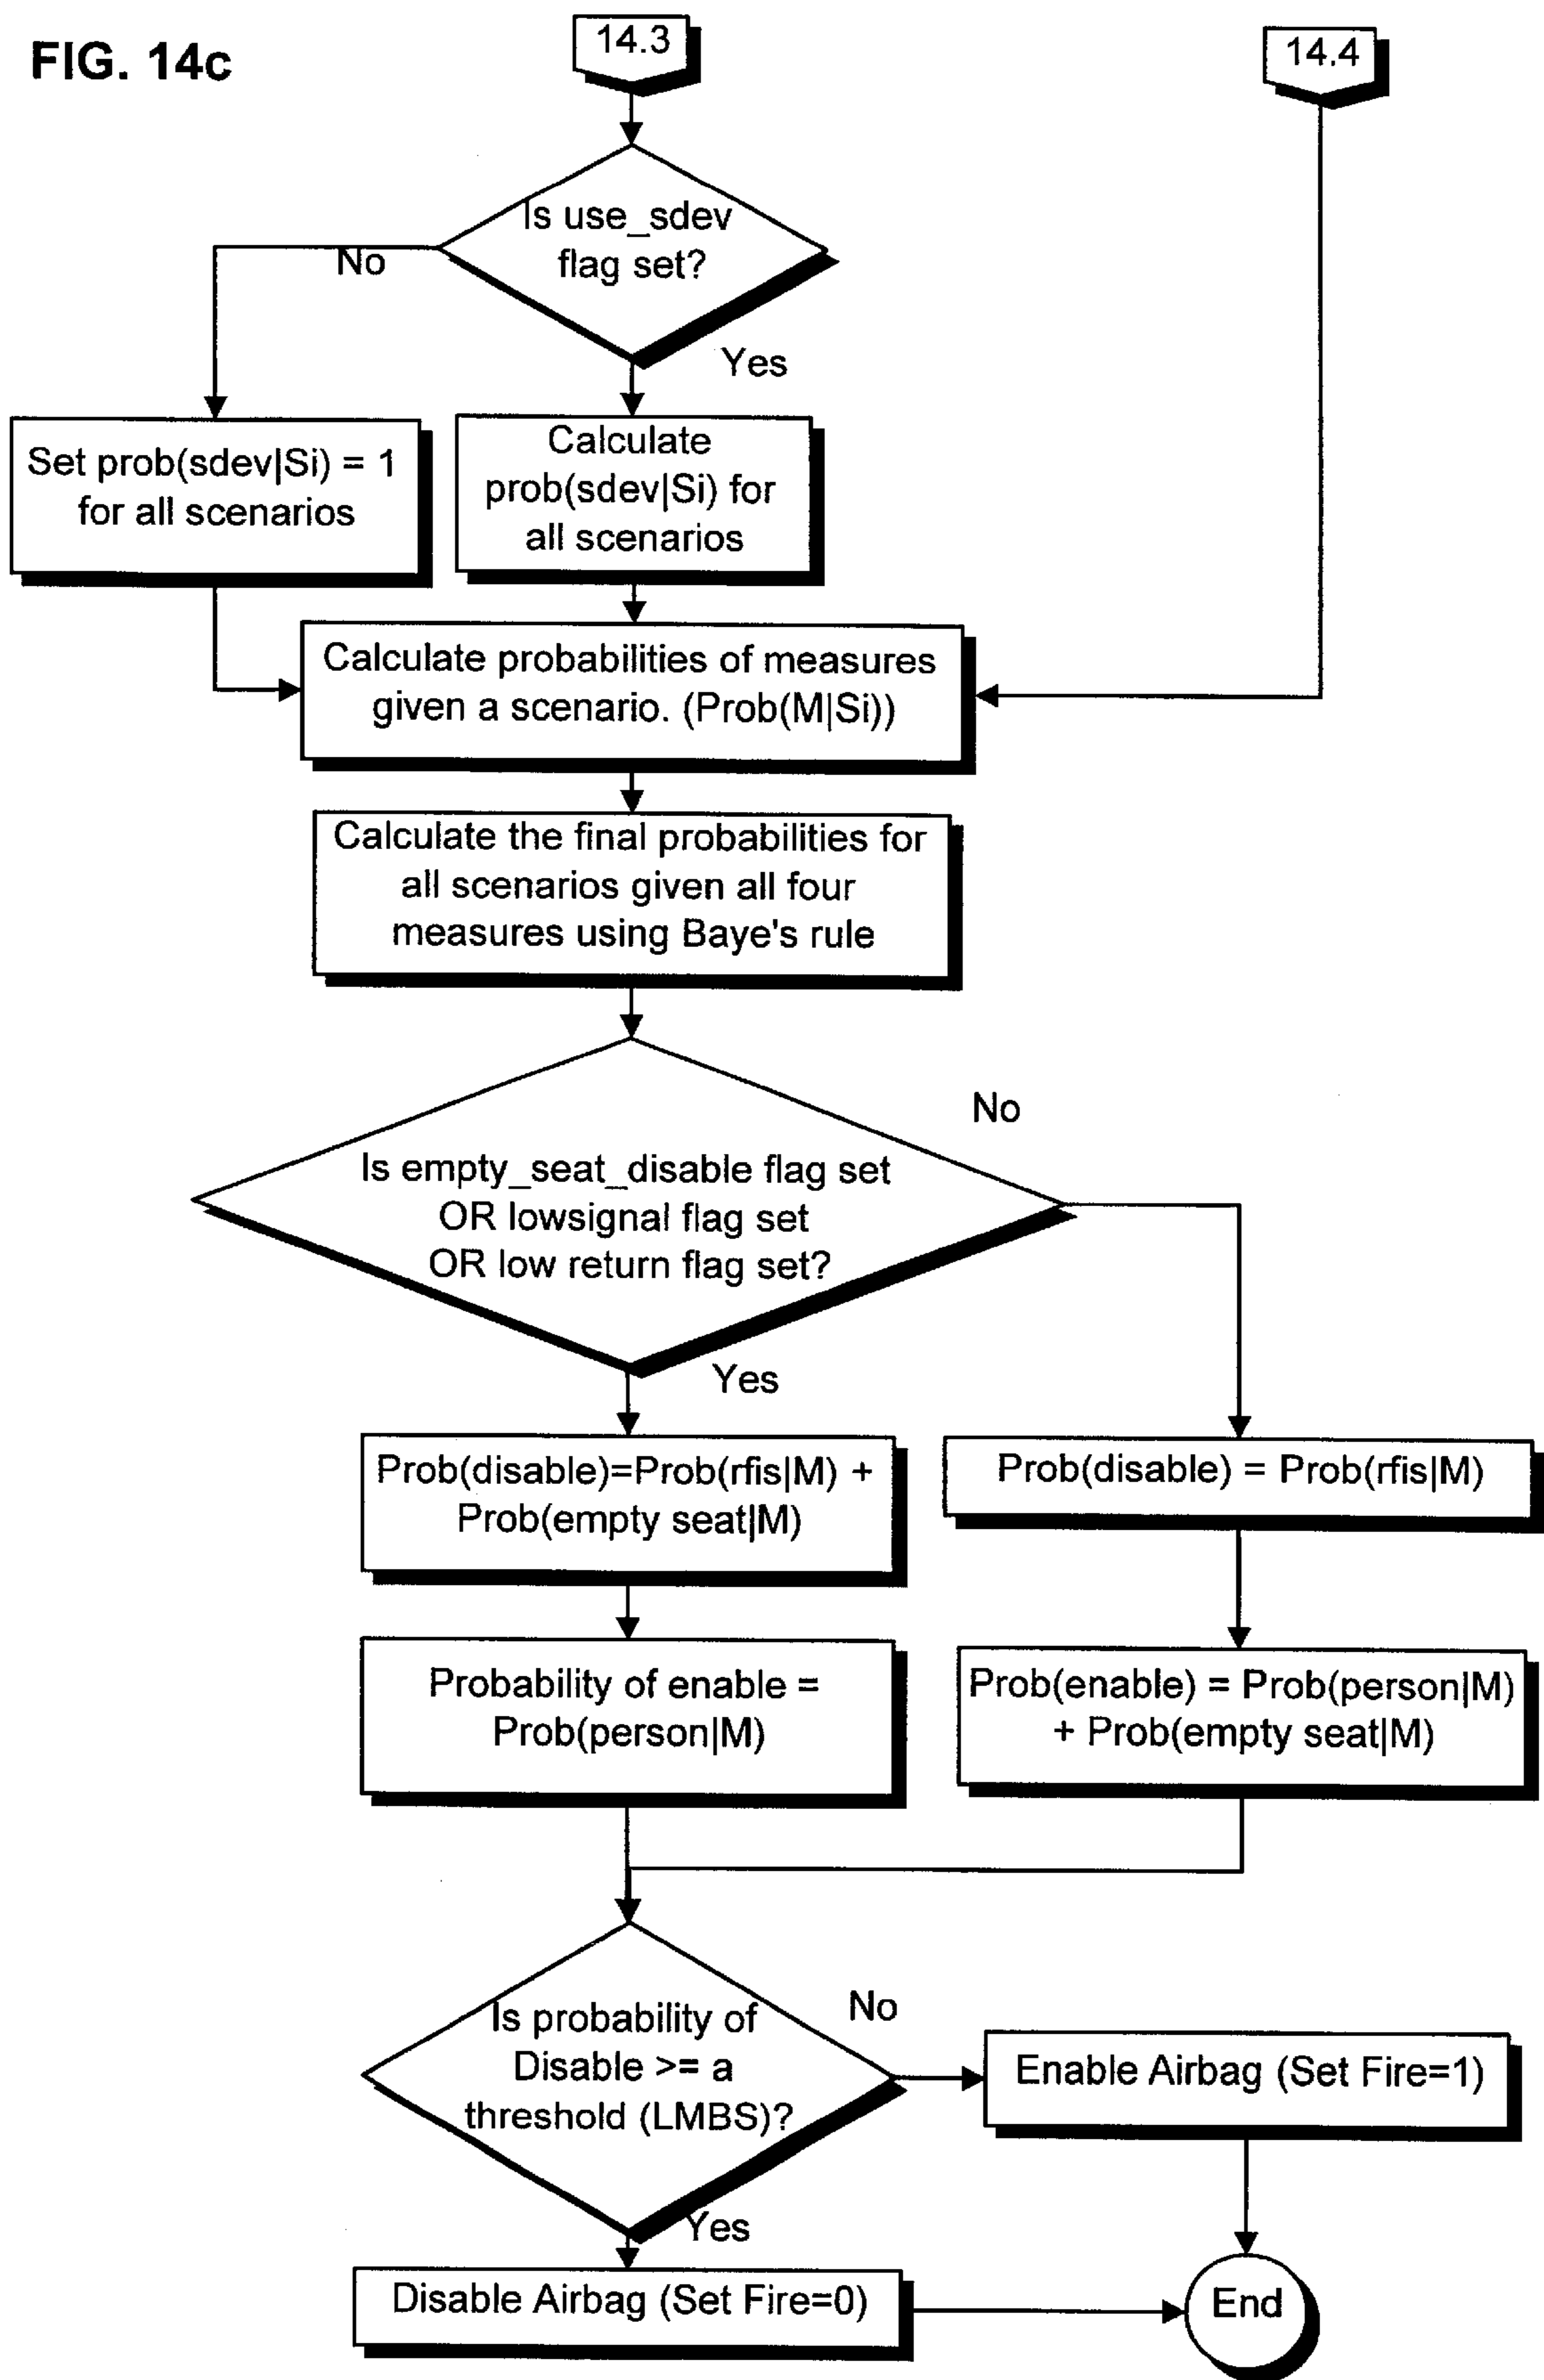 FIG. 14c
14.3
14.4
Is use_sdev
flag set?
No
Yes
Set prob(sdev|Si) = 1
for all scenarios
Calculate
prob(sdev|Si) for
all scenarios
Calculate probabilities of measures
given a scenario. (Prob(M|Si))
Calculate the final probabilities for
all scenarios given all four
measures using Baye's rule
No
Is empty_seat_disable flag set
OR lowsignal flag set
OR low return flag set?
Yes
Prob(disable)=Prob(rfis|M) +
Prob(empty seat|M)
Prob(disable) = Prob(rfis|M)
Probability of enable =
Prob(person|M)
Prob(enable) = Prob(person|M)
+ Prob(empty seat|M)
Is probability of
Disable >= a
threshold (LMBS)?
No
Enable Airbag (Set Fire=1)
Yes
Disable Airbag (Set Fire=0)
End